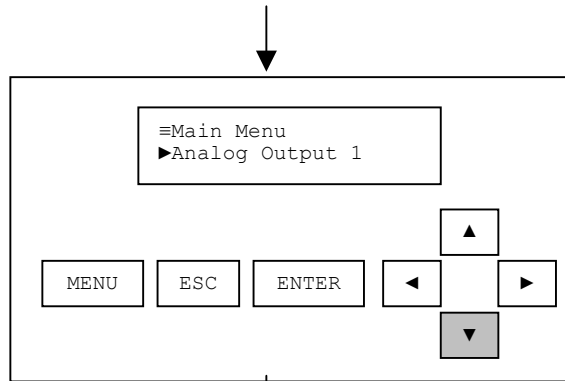 ≡Main Menu
►Analog Output 1
▲
MENU ESC ENTER ◄ ►
▼